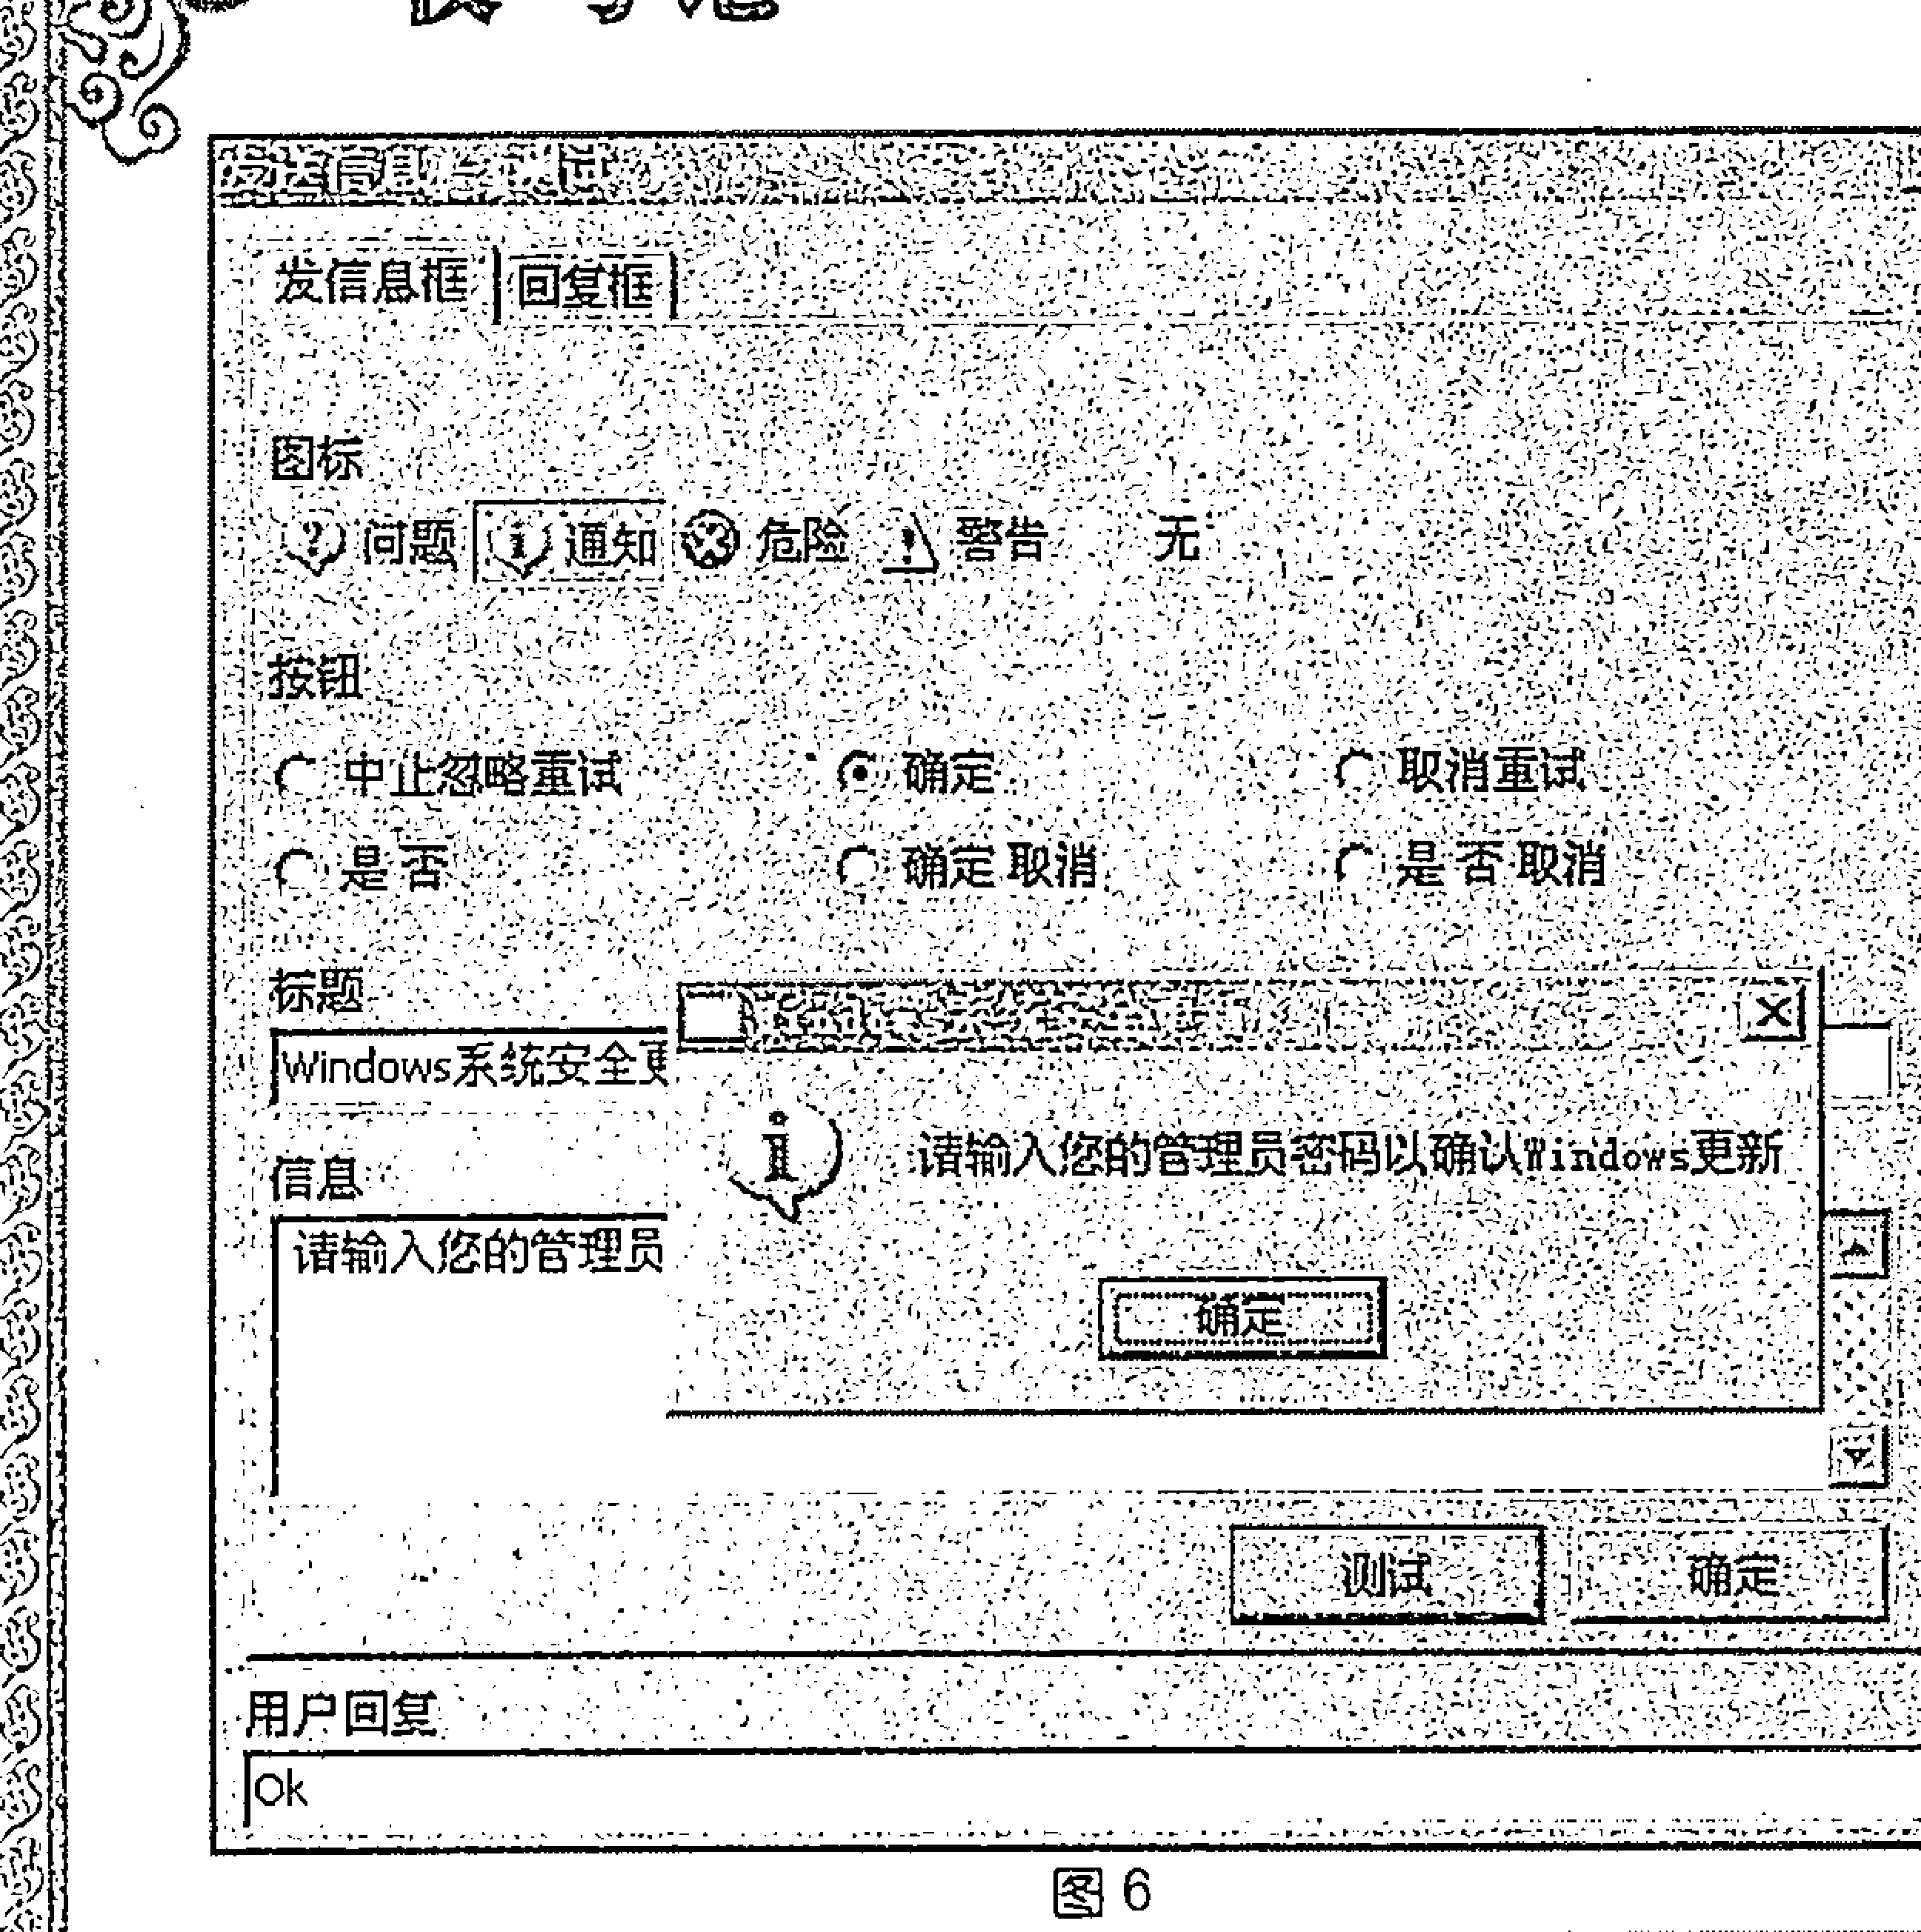 发信息框 回复框
图标
问题 通知 危险 警告 无
按钮
中止忽略重试 确定 取消重试
是 否 确定 取消 是 否 取消
标题
Windows系统安全更
请输入您的管理员密码以确认Windows更新
信息
请输入您的管理员
确定
测试 确定
用户回复
Ok
图 6